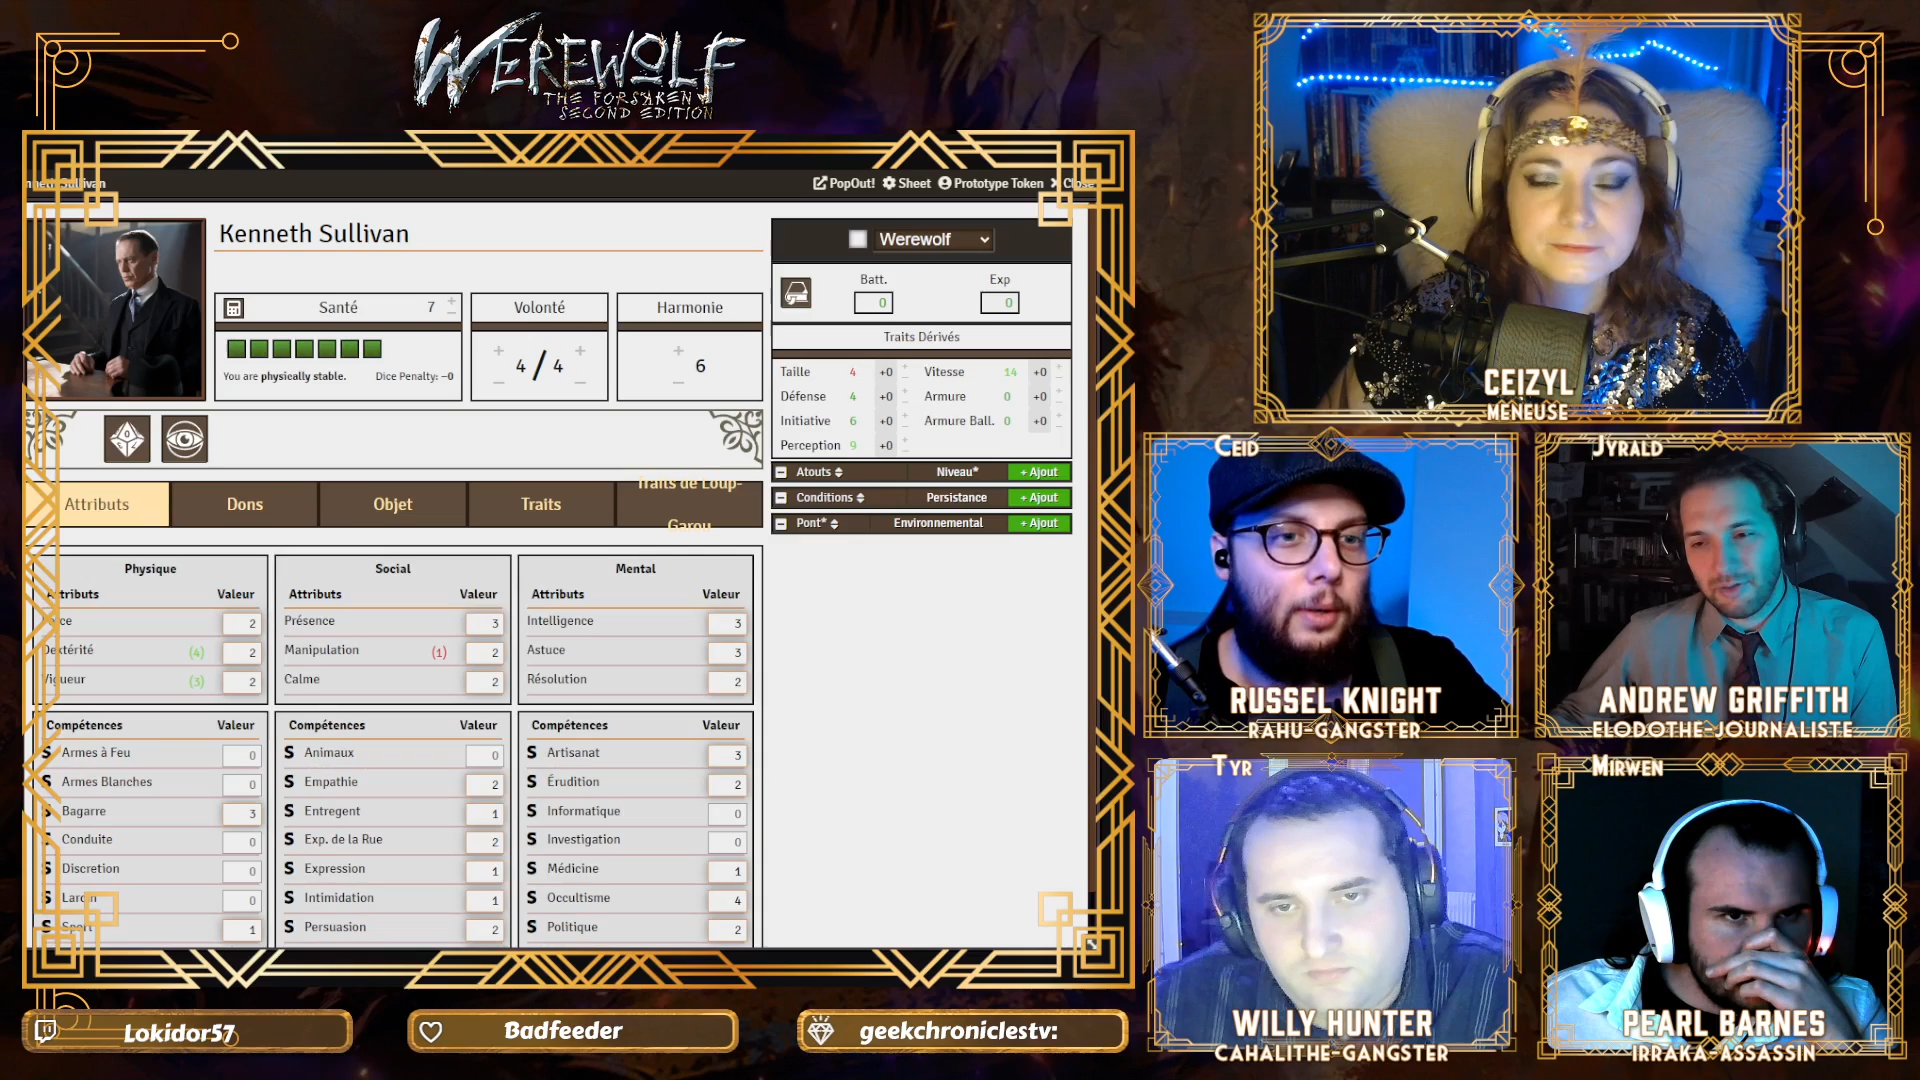 WEREWOLF
THE FORSAKEN
SECOND EDITION
PopOut! Sheet Prototype Token Close
Kenneth Sullivan
Santé 7
You are physically stable. Dice Penalty: −0
Volonté
4 / 4
Harmonie
6
Werewolf
Batt. Exp
0 0
Traits Dérivés
Taille 4 +0 Vitesse 14 +0
Défense 4 +0 Armure 0 +0
Initiative 6 +0 Armure Ball. 0 +0
Perception 9 +0
Atouts Niveau* + Ajout
Conditions Persistance + Ajout
Pont* Environnemental + Ajout
Attributs Dons Objet Traits Traits de Loup-
Garou
Physique
Attributs Valeur
Force 2
Dextérité (4) 2
Vigueur (3) 2
Social
Attributs Valeur
Présence 3
Manipulation (1) 2
Calme 2
Mental
Attributs Valeur
Intelligence 3
Astuce 3
Résolution 2
Compétences Valeur
S Armes à Feu 0
S Armes Blanches 0
S Bagarre 3
S Conduite 0
S Discretion 0
S Larcin 0
S Sport 1
Compétences Valeur
S Animaux 0
S Empathie 2
S Entregent 1
S Exp. de la Rue 2
S Expression 1
S Intimidation 1
S Persuasion 2
Compétences Valeur
S Artisanat 3
S Érudition 2
S Informatique 0
S Investigation 0
S Médicine 1
S Occultisme 4
S Politique 2
CEIZYL
MENEUSE
CEID
RUSSEL KNIGHT
RAHU-GANGSTER
JYRALD
ANDREW GRIFFITH
ELODOTHE-JOURNALISTE
TYR
WILLY HUNTER
CAHALITHE-GANGSTER
MIRWEN
PEARL BARNES
IRRAKA-ASSASSIN
Lokidor57
Badfeeder
geekchroniclestv: